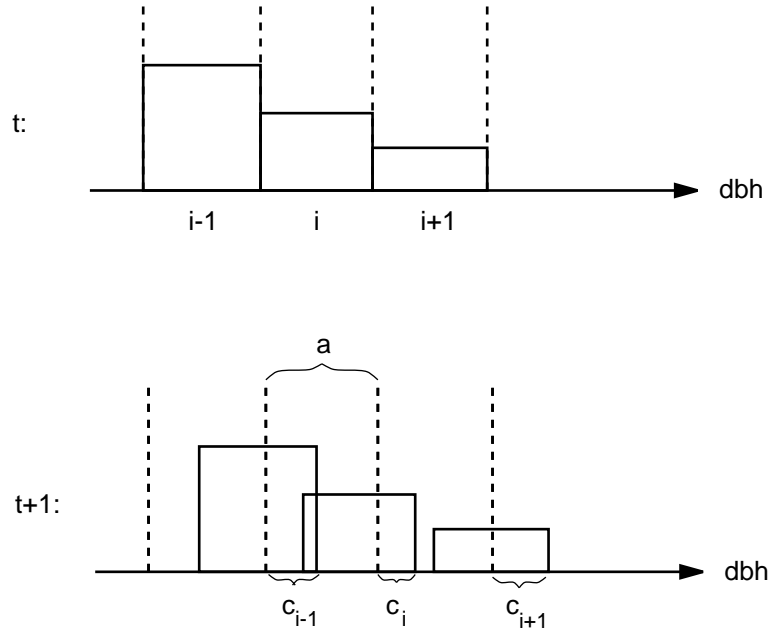 t:
dbh
i-1 i i+1
a
t+1:
dbh
c_{i-1} c_i c_{i+1}